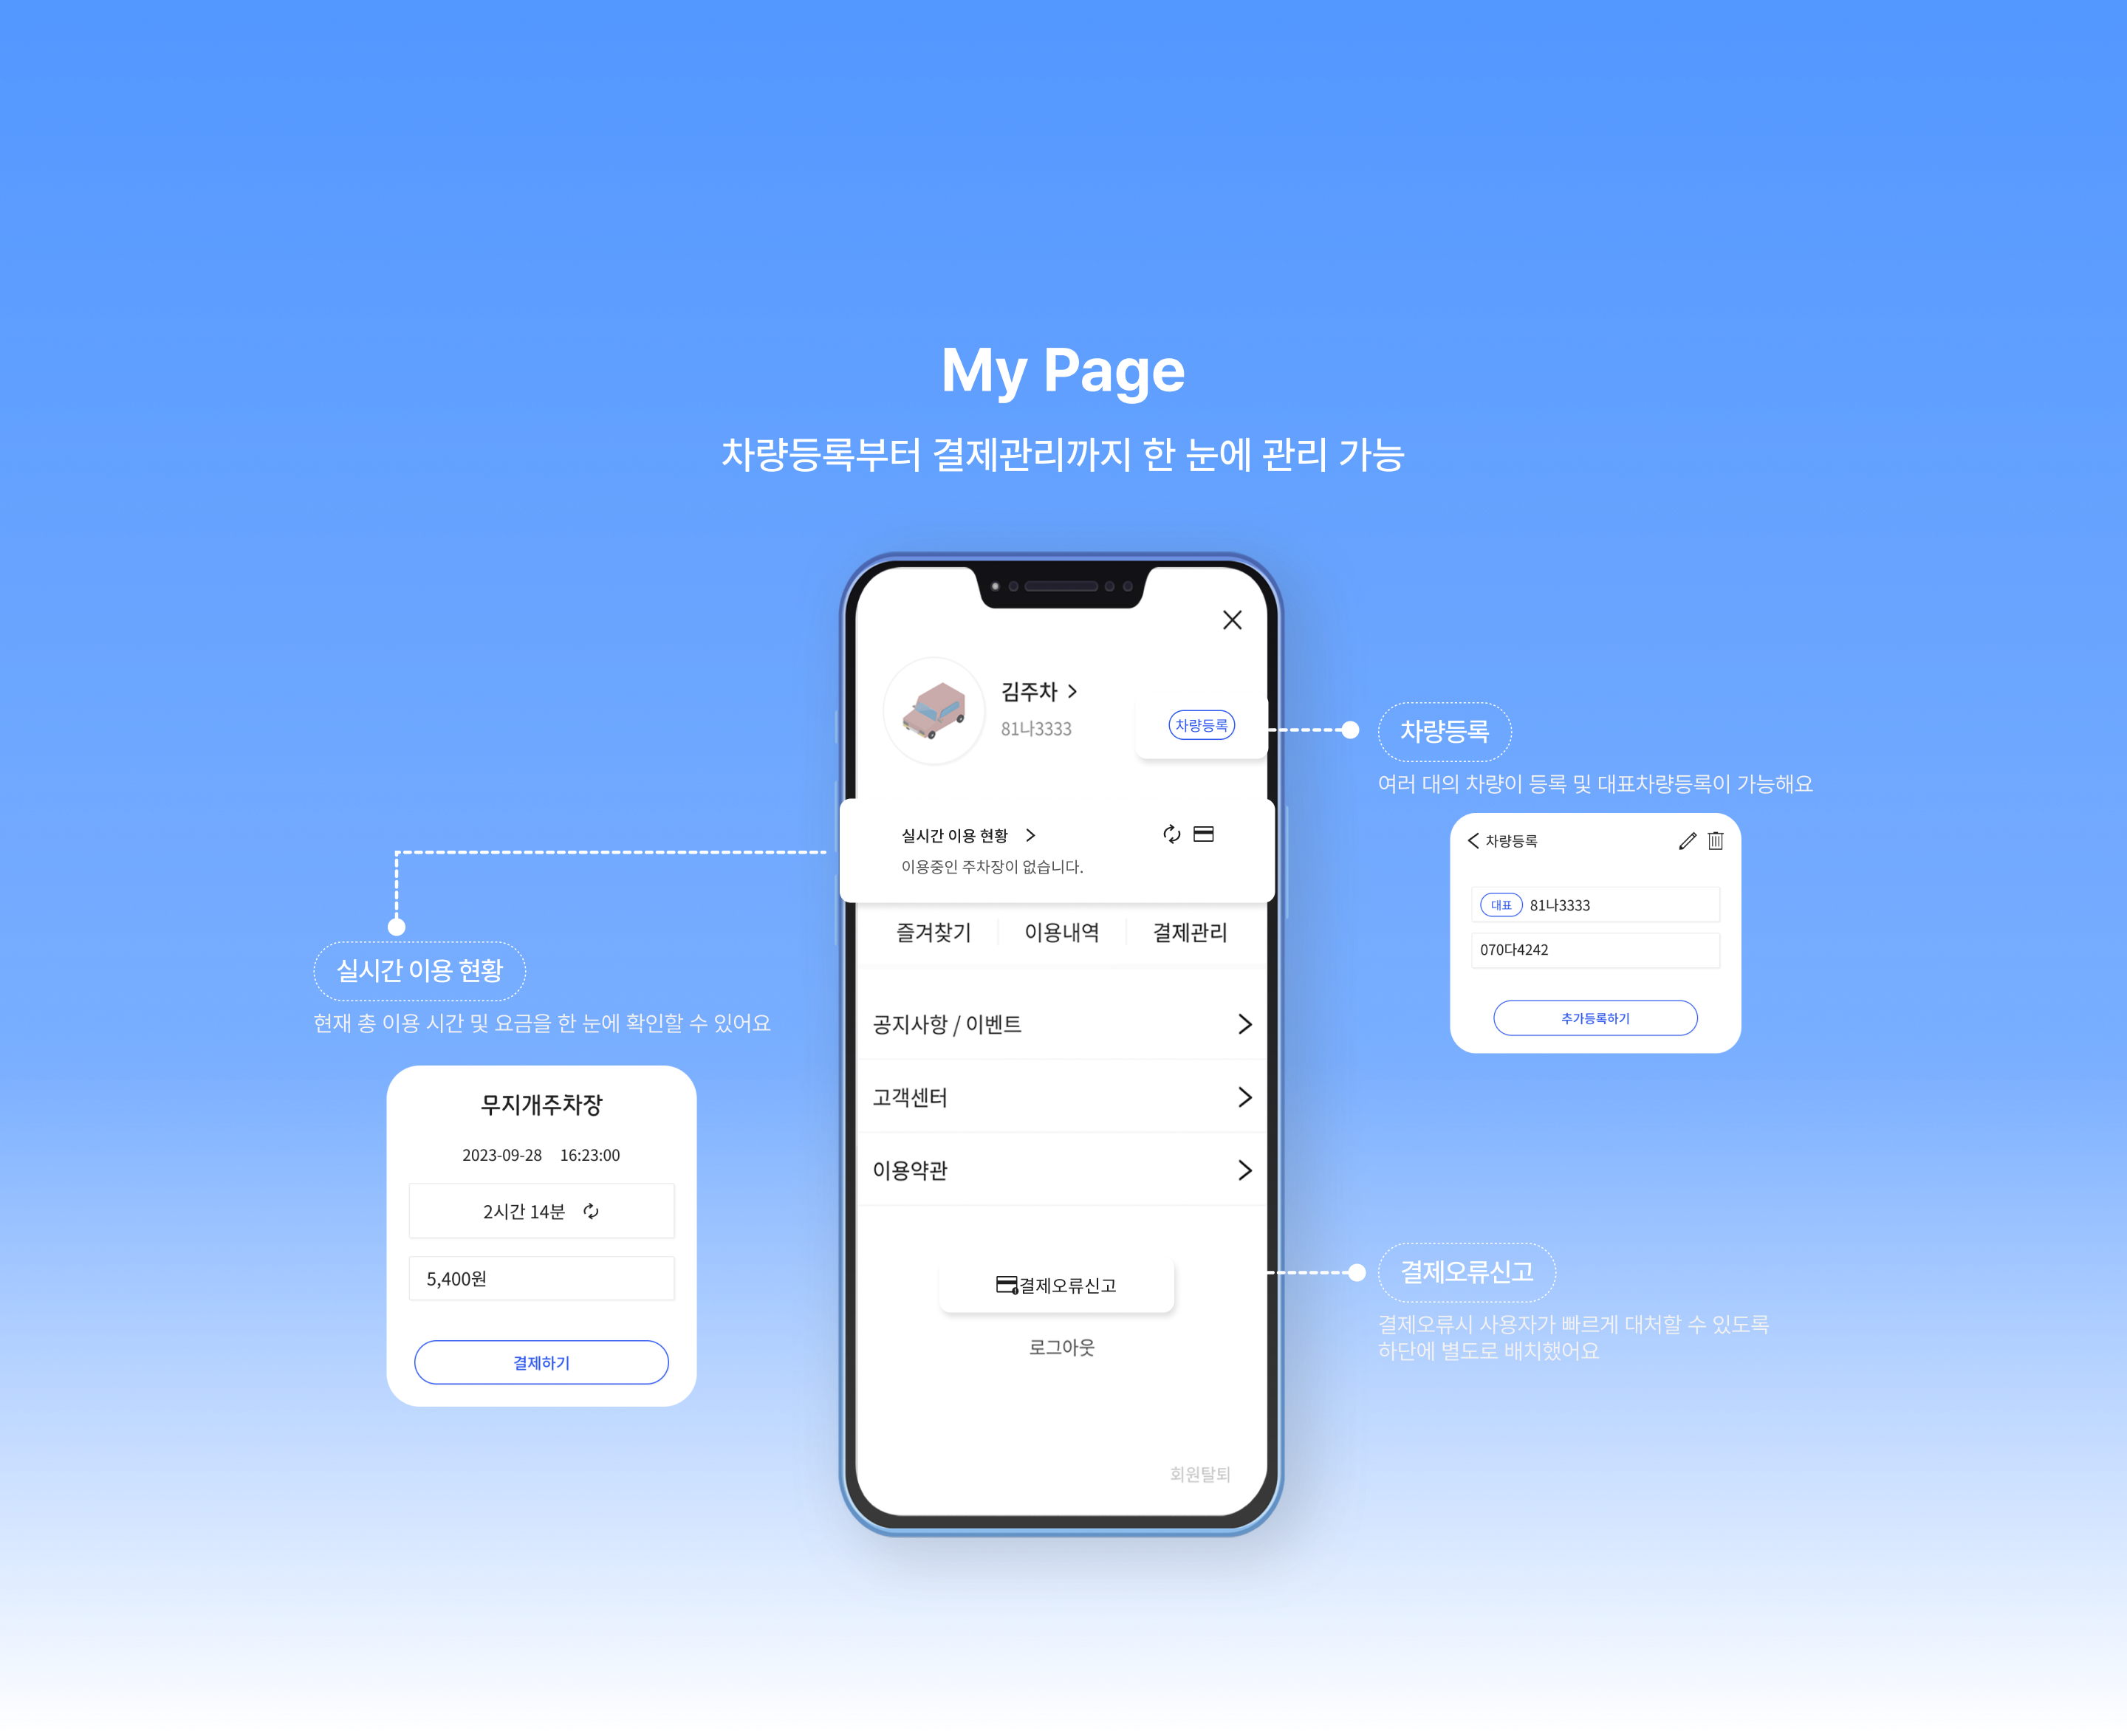 My Page
차량등록부터 결제관리까지 한 눈에 관리 가능
김주차
81나3333
차량등록
실시간 이용 현황
이용중인 주차장이 없습니다.
즐겨찾기 이용내역 결제관리
공지사항 / 이벤트
고객센터
이용약관
결제오류신고
로그아웃
회원탈퇴
실시간 이용 현황
현재 총 이용 시간 및 요금을 한 눈에 확인할 수 있어요
무지개주차장
2023-09-28 16:23:00
2시간 14분
5,400원
결제하기
차량등록
여러 대의 차량이 등록 및 대표차량등록이 가능해요
차량등록
대표 81나3333
070다4242
추가등록하기
결제오류신고
결제오류시 사용자가 빠르게 대처할 수 있도록
하단에 별도로 배치했어요